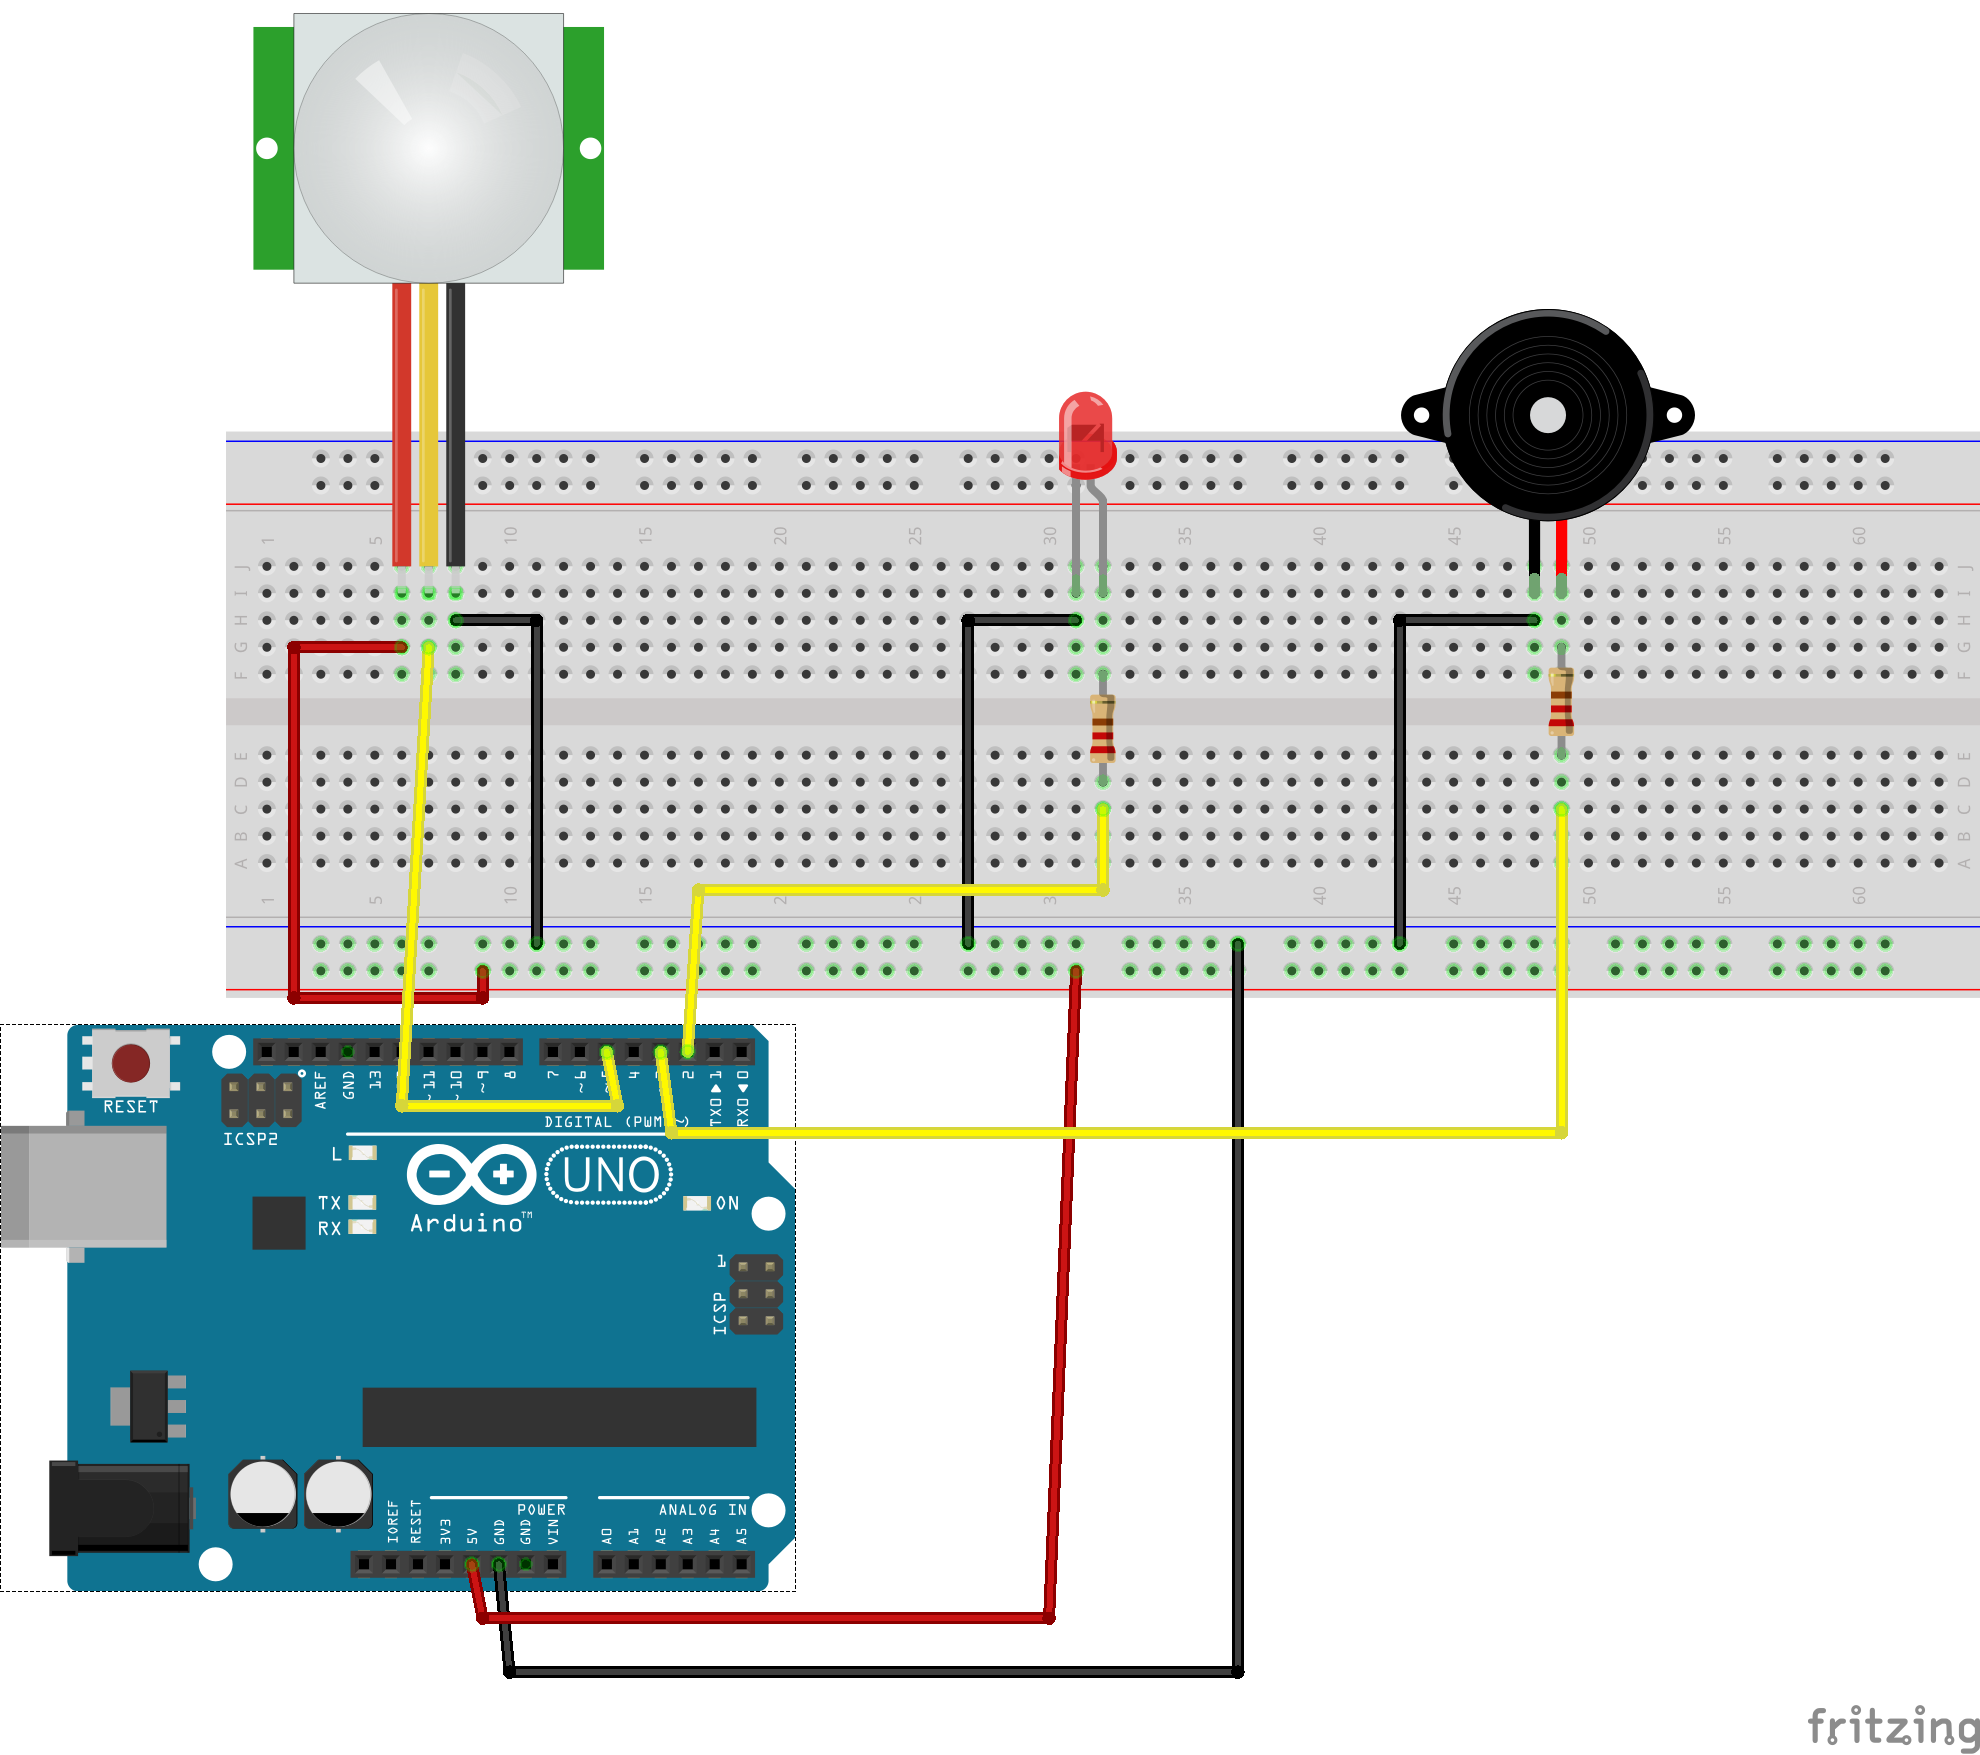 1 5 10 15 20 25 30 35 40 45 50 55 60
J J
I I
H H
G G
F F
E E
D D
C C
B B
A A
1 5 10 15 20 2 3 35 40 45 50 55 60
RESET
ICSP2
AREF GND 13 ~11 ~10 ~9 8 7 ~6 4 2 TX0▶1 RX0◀0
DIGITAL (PWM
L
TX
RX
UNO
ON
Arduino™
1
ICSP
POWER ANALOG IN
IOREF RESET 3V3 5V GND GND VIN A0 A1 A2 A3 A4 A5
fritzing